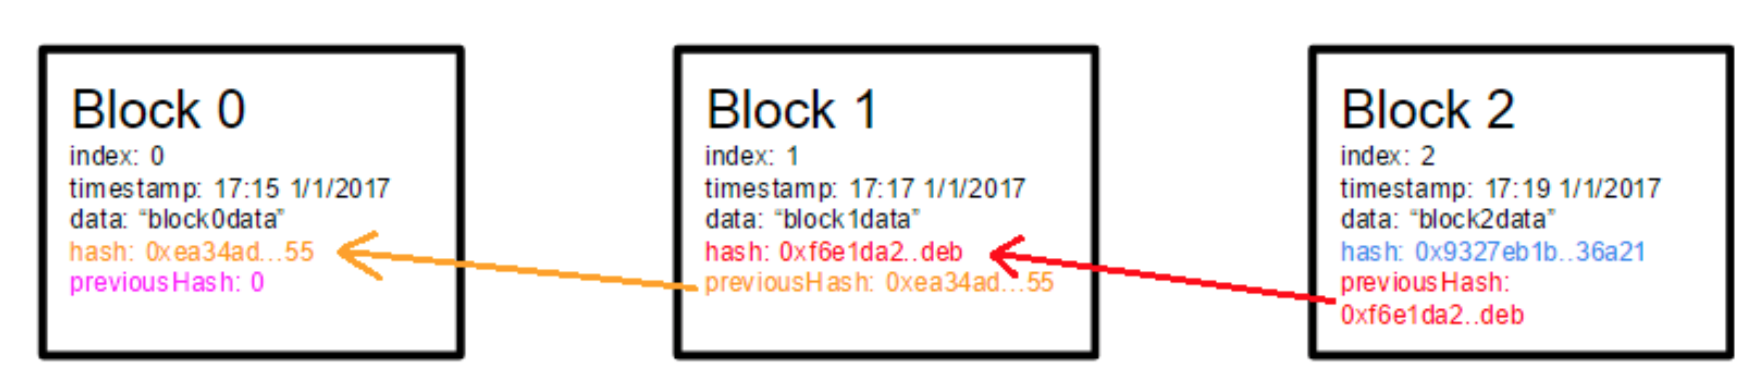 Block 0
index: 0
timestamp: 17:15 1/1/2017
data: “block0data”
hash: 0xea34ad...55
previousHash: 0
Block 1
index: 1
timestamp: 17:17 1/1/2017
data: “block1data”
hash: 0xf6e1da2..deb
previousHash: 0xea34ad...55
Block 2
index: 2
timestamp: 17:19 1/1/2017
data: “block2data”
hash: 0x9327eb1b..36a21
previousHash:
0xf6e1da2..deb